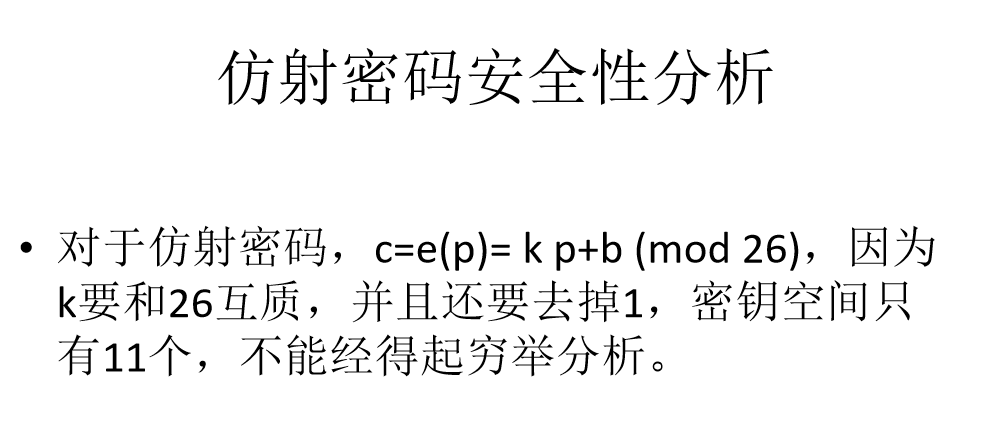 仿射密码安全性分析
• 对于仿射密码，c=e(p)= k p+b (mod 26)，因为
k要和26互质，并且还要去掉1，密钥空间只
有11个，不能经得起穷举分析。